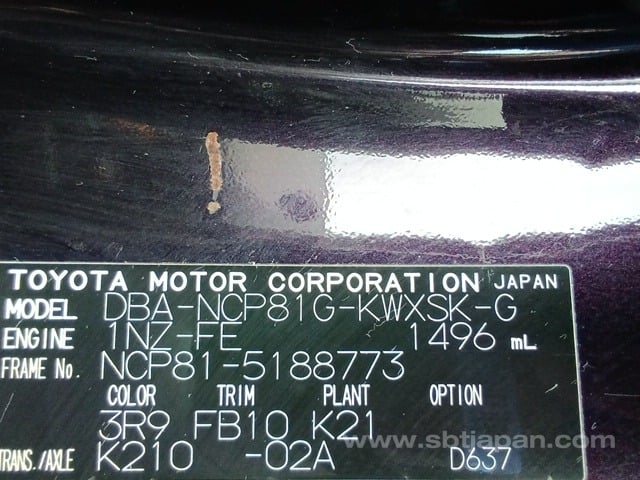 TOYOTA MOTOR CORPORATION JAPAN
MODEL DBA-NCP81G-KWXSK-G
ENGINE 1NZ-FE 1496 mL
FRAME No. NCP81-5188773
COLOR TRIM PLANT OPTION
3R9 FB10 K21
www.sbtjapan.com
TRANS./AXLE K210 -02A D637